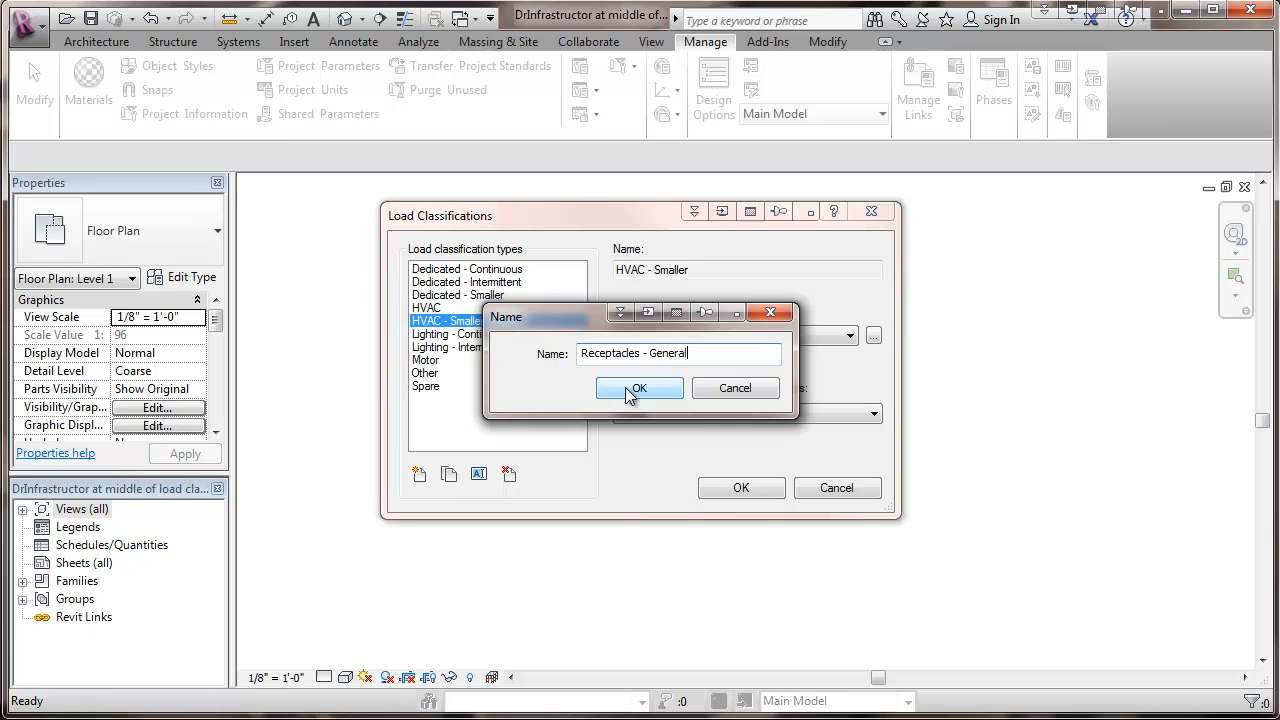 DrInfrastructor at middle of...
Type a keyword or phrase
Sign In
Architecture
Structure
Systems
Insert
Annotate
Analyze
Massing & Site
Collaborate
View
Manage
Add-Ins
Modify
Modify
Materials
Object Styles
Snaps
Project Information
Project Parameters
Project Units
Shared Parameters
Transfer Project Standards
Purge Unused
Design Options
Main Model
Manage Links
Phases
Properties
Floor Plan
Floor Plan: Level 1
Edit Type
Graphics
View Scale 1/8" = 1'-0"
Scale Value 1: 96
Display Model Normal
Detail Level Coarse
Parts Visibility Show Original
Visibility/Grap... Edit...
Graphic Displ... Edit...
Properties help
Apply
DrInfrastructor at middle of load cla...
Views (all)
Legends
Schedules/Quantities
Sheets (all)
Families
Groups
Revit Links
Load Classifications
Load classification types
Dedicated - Continuous
Dedicated - Intermittent
Dedicated - Smaller
HVAC
HVAC - Smalle
Lighting - Conti
Lighting - Inter
Motor
Other
Spare
Name:
HVAC - Smaller
s:
OK
Cancel
Name
Name: Receptacles - General
OK
Cancel
2D
1/8" = 1'-0"
Ready
:0
Main Model
:0